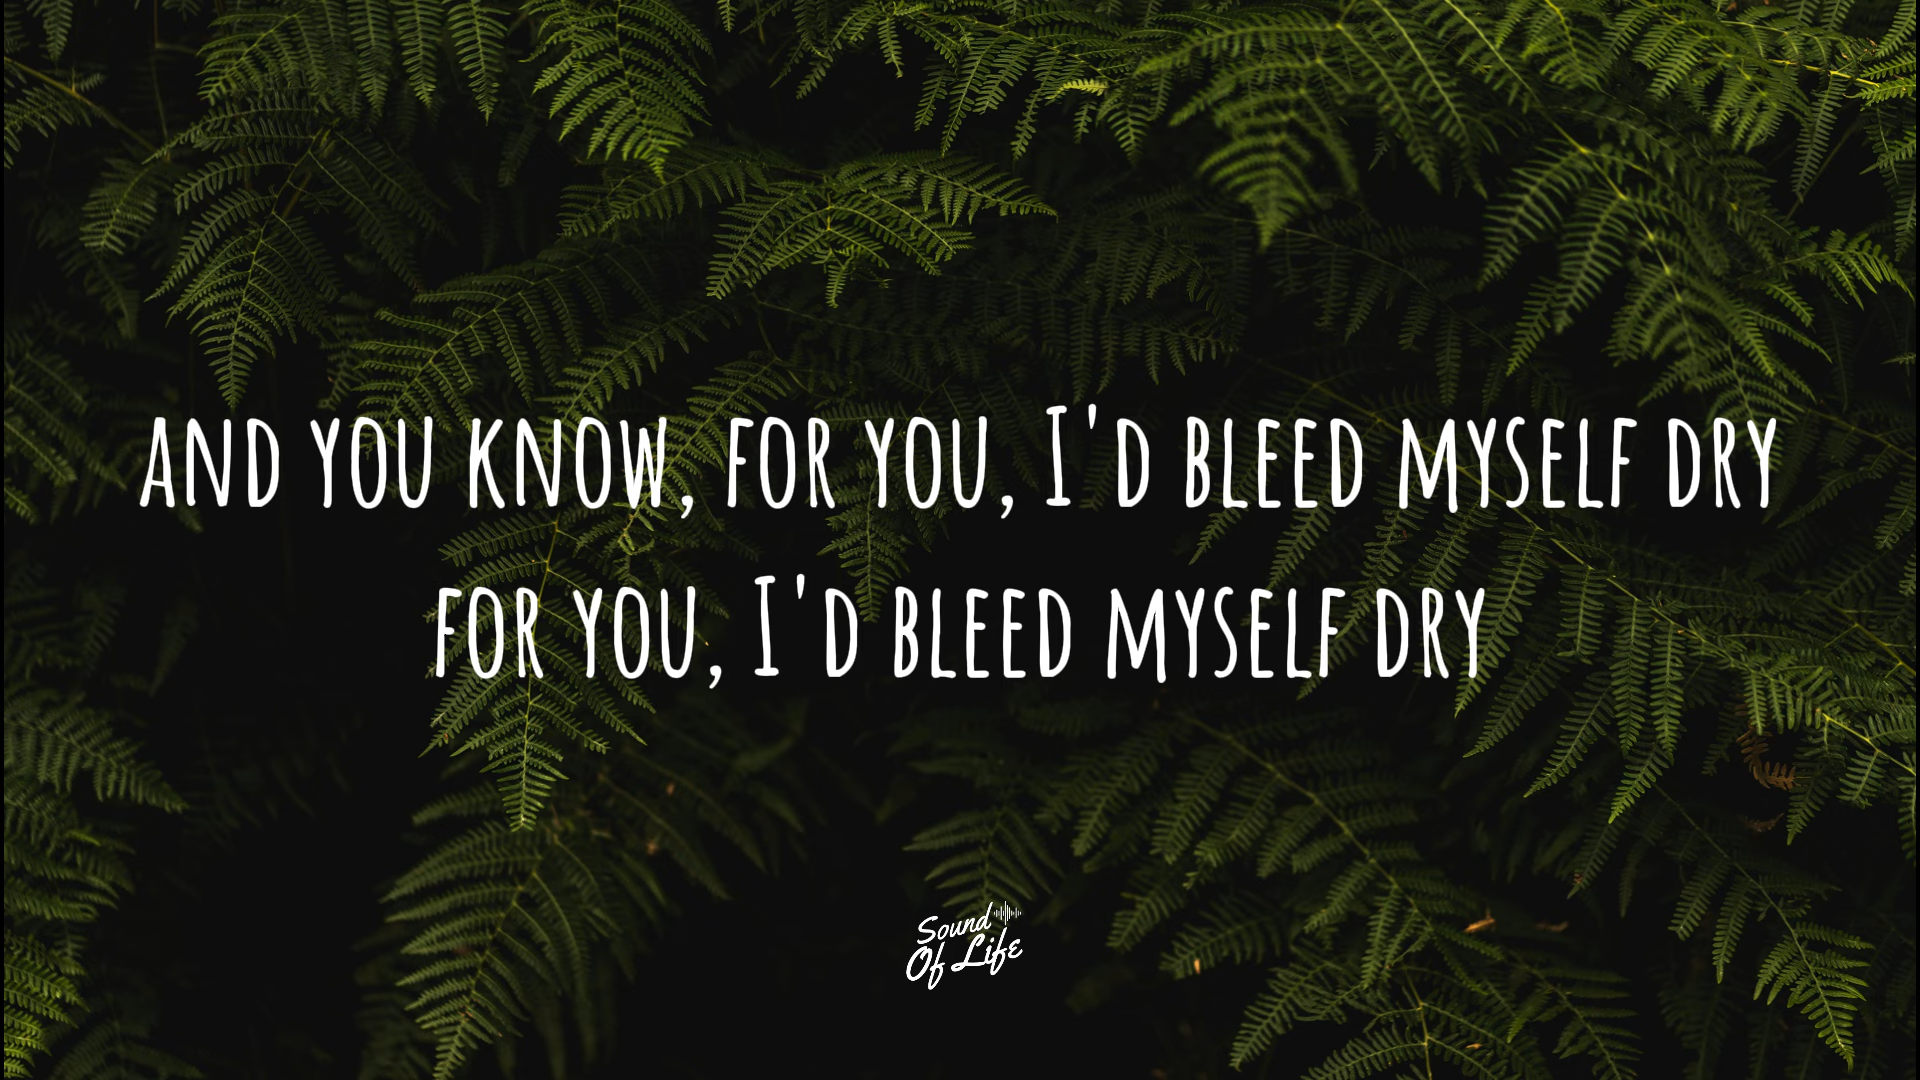 AND YOU KNOW, FOR YOU, I'D BLEED MYSELF DRY
FOR YOU, I'D BLEED MYSELF DRY
Sound
Of Life